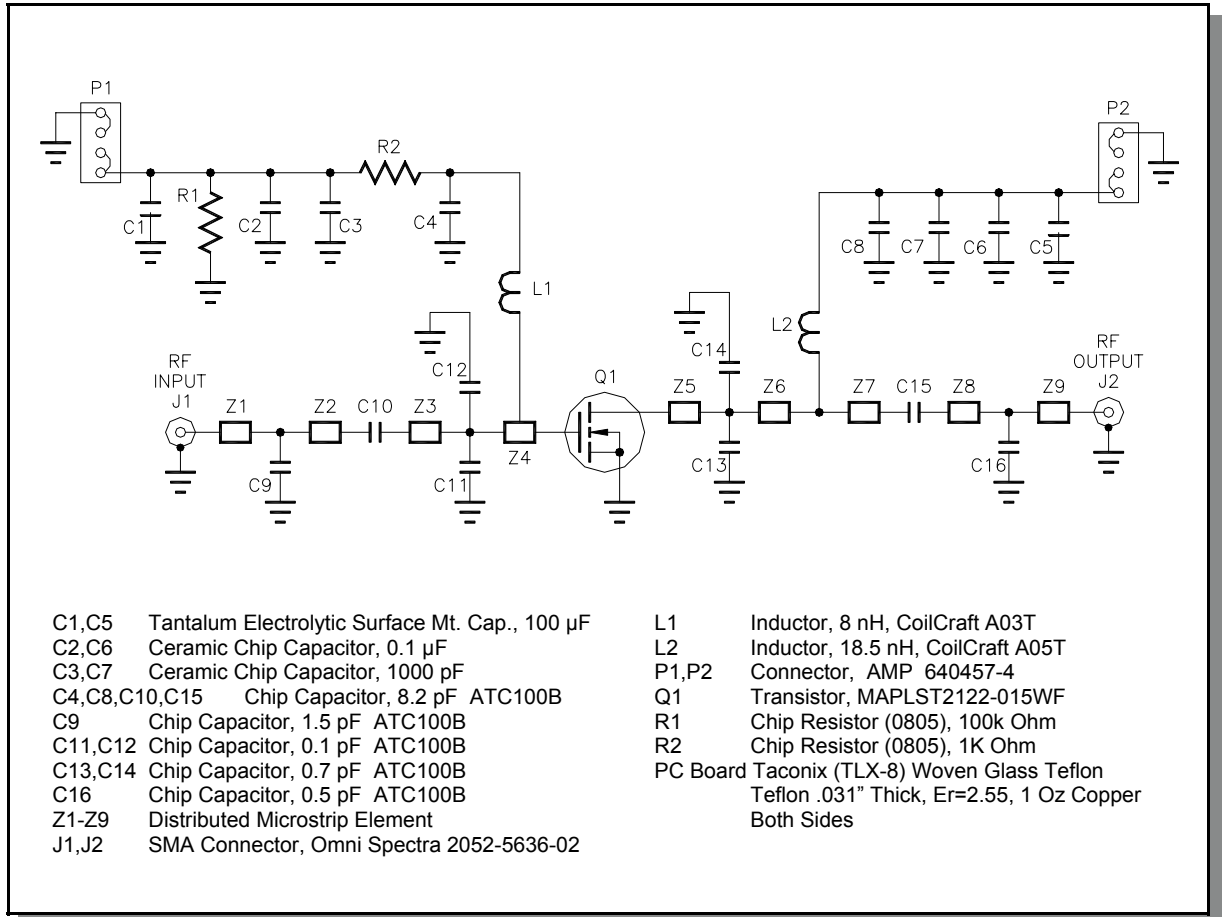 P1
P2
R2
R1
C1
C2
C3
C4
C8
C7
C6
C5
L1
L2
C14
C12
RF
INPUT
J1
RF
OUTPUT
J2
Q1
Z1
Z2
C10
Z3
Z4
Z5
Z6
Z7
C15
Z8
Z9
C9
C11
C13
C16
C1,C5 Tantalum Electrolytic Surface Mt. Cap., 100 µF
C2,C6 Ceramic Chip Capacitor, 0.1 µF
C3,C7 Ceramic Chip Capacitor, 1000 pF
C4,C8,C10,C15 Chip Capacitor, 8.2 pF ATC100B
C9 Chip Capacitor, 1.5 pF ATC100B
C11,C12 Chip Capacitor, 0.1 pF ATC100B
C13,C14 Chip Capacitor, 0.7 pF ATC100B
C16 Chip Capacitor, 0.5 pF ATC100B
Z1-Z9 Distributed Microstrip Element
J1,J2 SMA Connector, Omni Spectra 2052-5636-02
L1 Inductor, 8 nH, CoilCraft A03T
L2 Inductor, 18.5 nH, CoilCraft A05T
P1,P2 Connector, AMP 640457-4
Q1 Transistor, MAPLST2122-015WF
R1 Chip Resistor (0805), 100k Ohm
R2 Chip Resistor (0805), 1K Ohm
PC Board Taconix (TLX-8) Woven Glass Teflon
Teflon .031” Thick, Er=2.55, 1 Oz Copper
Both Sides